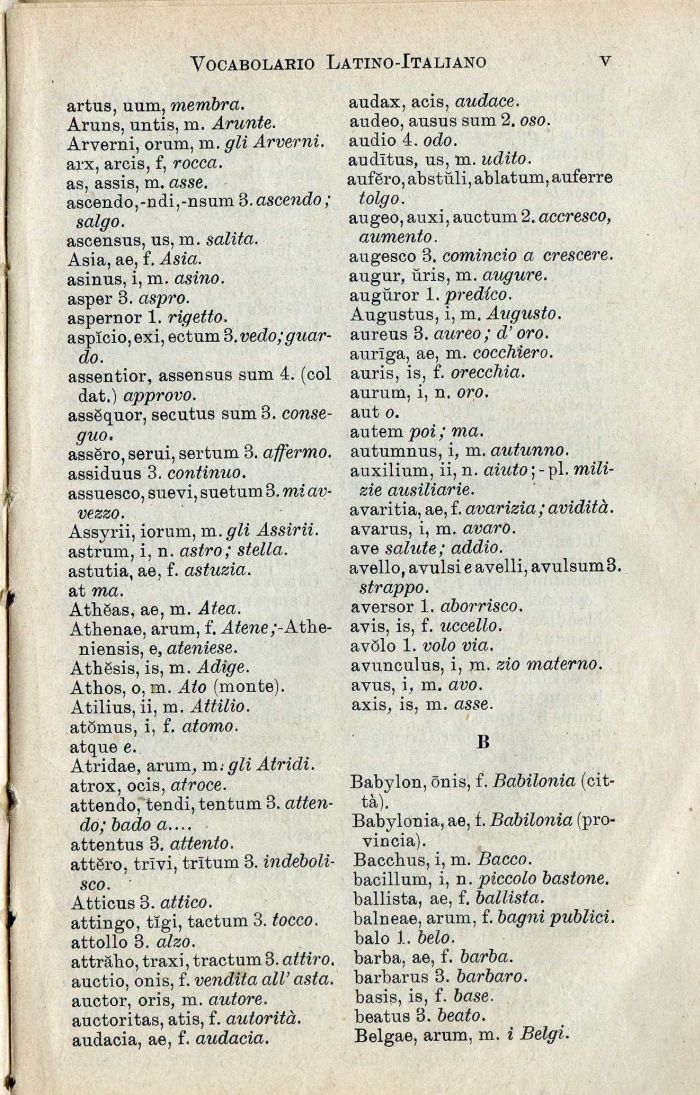 VOCABOLARIO LATINO-ITALIANO V
artus, uum, membra.
Aruns, untis, m. Arunte.
Arverni, orum, m. gli Arverni.
arx, arcis, f, rocca.
as, assis, m. asse.
ascendo,-ndi,-nsum 3. ascendo;
salgo.
ascensus, us, m. salita.
Asia, ae, f. Asia.
asinus, i, m. asino.
asper 3. aspro.
aspernor 1. rigetto.
aspĭcio, exi, ectum 3. vedo; guar-
do.
assentior, assensus sum 4. (col
dat.) approvo.
assĕquor, secutus sum 3. conse-
guo.
assĕro, serui, sertum 3. affermo.
assiduus 3. continuo.
assuesco, suevi, suetum 3. mi av-
vezzo.
Assyrii, iorum, m. gli Assirii.
astrum, i, n. astro; stella.
astutia, ae, f. astuzia.
at ma.
Athĕas, ae, m. Atea.
Athenae, arum, f. Atene;-Athe-
niensis, e, ateniese.
Athĕsis, is, m. Adige.
Athos, o, m. Ato (monte).
Atilius, ii, m. Attilio.
atŏmus, i, f. atomo.
atque e.
Atridae, arum, m. gli Atridi.
atrox, ocis, atroce.
attendo, tendi, tentum 3. atten-
do; bado a....
attentus 3. attento.
attĕro, trīvi, trītum 3. indeboli-
sco.
Atticus 3. attico.
attingo, tĭgi, tactum 3. tocco.
attollo 3. alzo.
attrăho, traxi, tractum 3. attiro.
auctio, onis, f. vendita all' asta.
auctor, oris, m. autore.
auctoritas, atis, f. autorità.
audacia, ae, f. audacia.
audax, acis, audace.
audeo, ausus sum 2. oso.
audio 4. odo.
audītus, us, m. udito.
aufĕro, abstŭli, ablatum, auferre
tolgo.
augeo, auxi, auctum 2. accresco,
aumento.
augesco 3. comincio a crescere.
augur, ŭris, m. augure.
augŭror 1. predíco.
Augustus, i, m. Augusto.
aureus 3. aureo; d' oro.
aurīga, ae, m. cocchiero.
auris, is, f. orecchia.
aurum, i, n. oro.
aut o.
autem poi; ma.
autumnus, i, m. autunno.
auxilium, ii, n. aiuto; - pl. mili-
zie ausiliarie.
avaritia, ae, f. avarizia; avidità.
avarus, i, m. avaro.
ave salute; addio.
avello, avulsi e avelli, avulsum 3.
strappo.
aversor 1. aborrisco.
avis, is, f. uccello.
avŏlo 1. volo via.
avunculus, i, m. zio materno.
avus, i, m. avo.
axis, is, m. asse.
B
Babylon, ōnis, f. Babilonia (cit-
tà).
Babylonia, ae, f. Babilonia (pro-
vincia).
Bacchus, i, m. Bacco.
bacillum, i, n. piccolo bastone.
ballista, ae, f. ballista.
balneae, arum, f. bagni publici.
balo 1. belo.
barba, ae, f. barba.
barbarus 3. barbaro.
basis, is, f. base.
beatus 3. beato.
Belgae, arum, m. i Belgi.